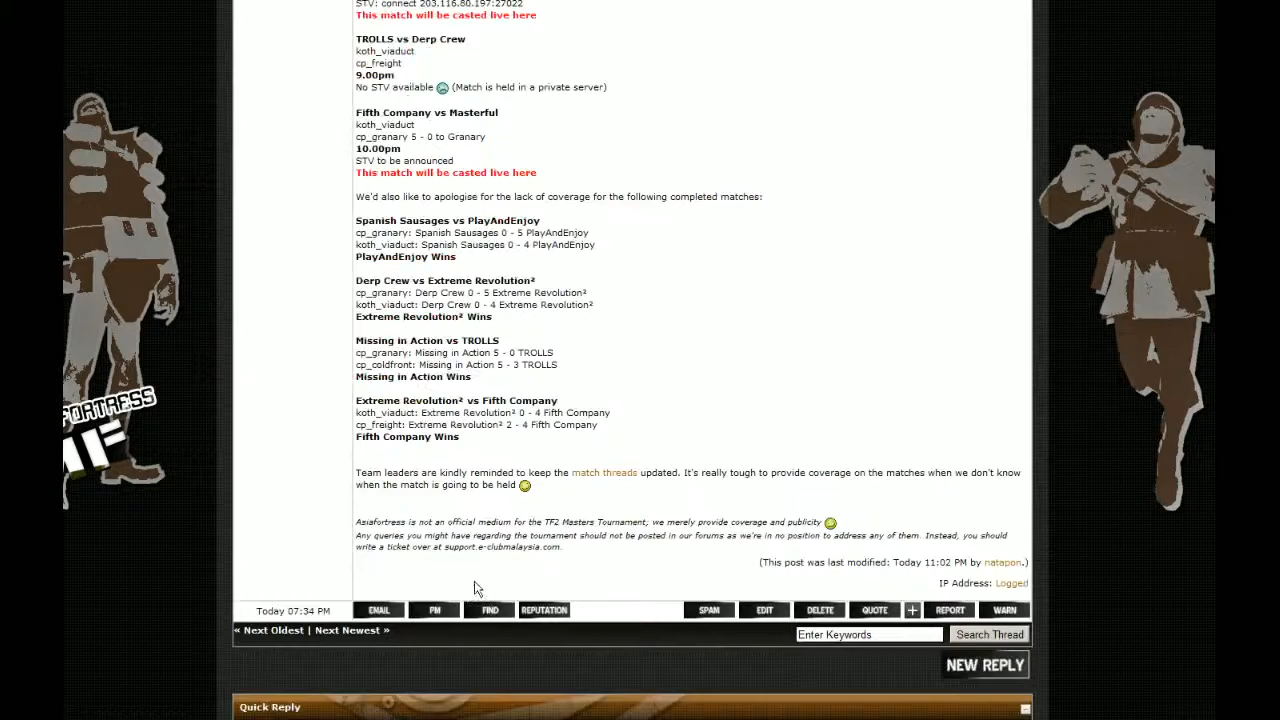 STV: connect 203.116.80.197:27022
This match will be casted live here
TROLLS vs Derp Crew
koth_viaduct
cp_freight
9.00pm
No STV available (Match is held in a private server)
Fifth Company vs Masterful
koth_viaduct
cp_granary 5 - 0 to Granary
10.00pm
STV to be announced
This match will be casted live here
We'd also like to apologise for the lack of coverage for the following completed matches:
Spanish Sausages vs PlayAndEnjoy
cp_granary: Spanish Sausages 0 - 5 PlayAndEnjoy
koth_viaduct: Spanish Sausages 0 - 4 PlayAndEnjoy
PlayAndEnjoy Wins
Derp Crew vs Extreme Revolution²
cp_granary: Derp Crew 0 - 5 Extreme Revolution²
koth_viaduct: Derp Crew 0 - 4 Extreme Revolution²
Extreme Revolution² Wins
Missing in Action vs TROLLS
cp_granary: Missing in Action 5 - 0 TROLLS
cp_coldfront: Missing in Action 5 - 3 TROLLS
Missing in Action Wins
Extreme Revolution² vs Fifth Company
koth_viaduct: Extreme Revolution² 0 - 4 Fifth Company
cp_freight: Extreme Revolution² 2 - 4 Fifth Company
Fifth Company Wins
Team leaders are kindly reminded to keep the match threads updated. It's really tough to provide coverage on the matches when we don't know
when the match is going to be held
Asiafortress is not an official medium for the TF2 Masters Tournament; we merely provide coverage and publicity
Any queries you might have regarding the tournament should not be posted in our forums as we're in no position to address any of them. Instead, you should
write a ticket over at support.e-clubmalaysia.com.
(This post was last modified: Today 11:02 PM by natapon.)
IP Address: Logged
Today 07:34 PM EMAIL PM FIND REPUTATION SPAM EDIT DELETE QUOTE + REPORT WARN
« Next Oldest | Next Newest » Enter Keywords Search Thread
NEW REPLY
Quick Reply
FORTRESS